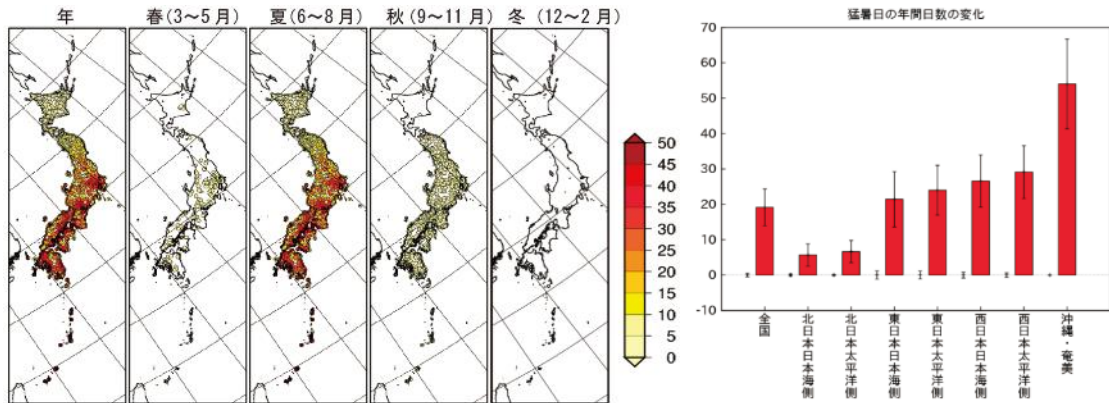 年
春(3～5月)
夏(6～8月)
秋(9～11月)
冬(12～2月)
50
45
40
35
30
25
20
15
10
5
0
猛暑日の年間日数の変化
70
60
50
40
30
20
10
0
-10
全国
北日本日本海側
北日本太平洋側
東日本日本海側
東日本太平洋側
西日本日本海側
西日本太平洋側
沖縄・奄美